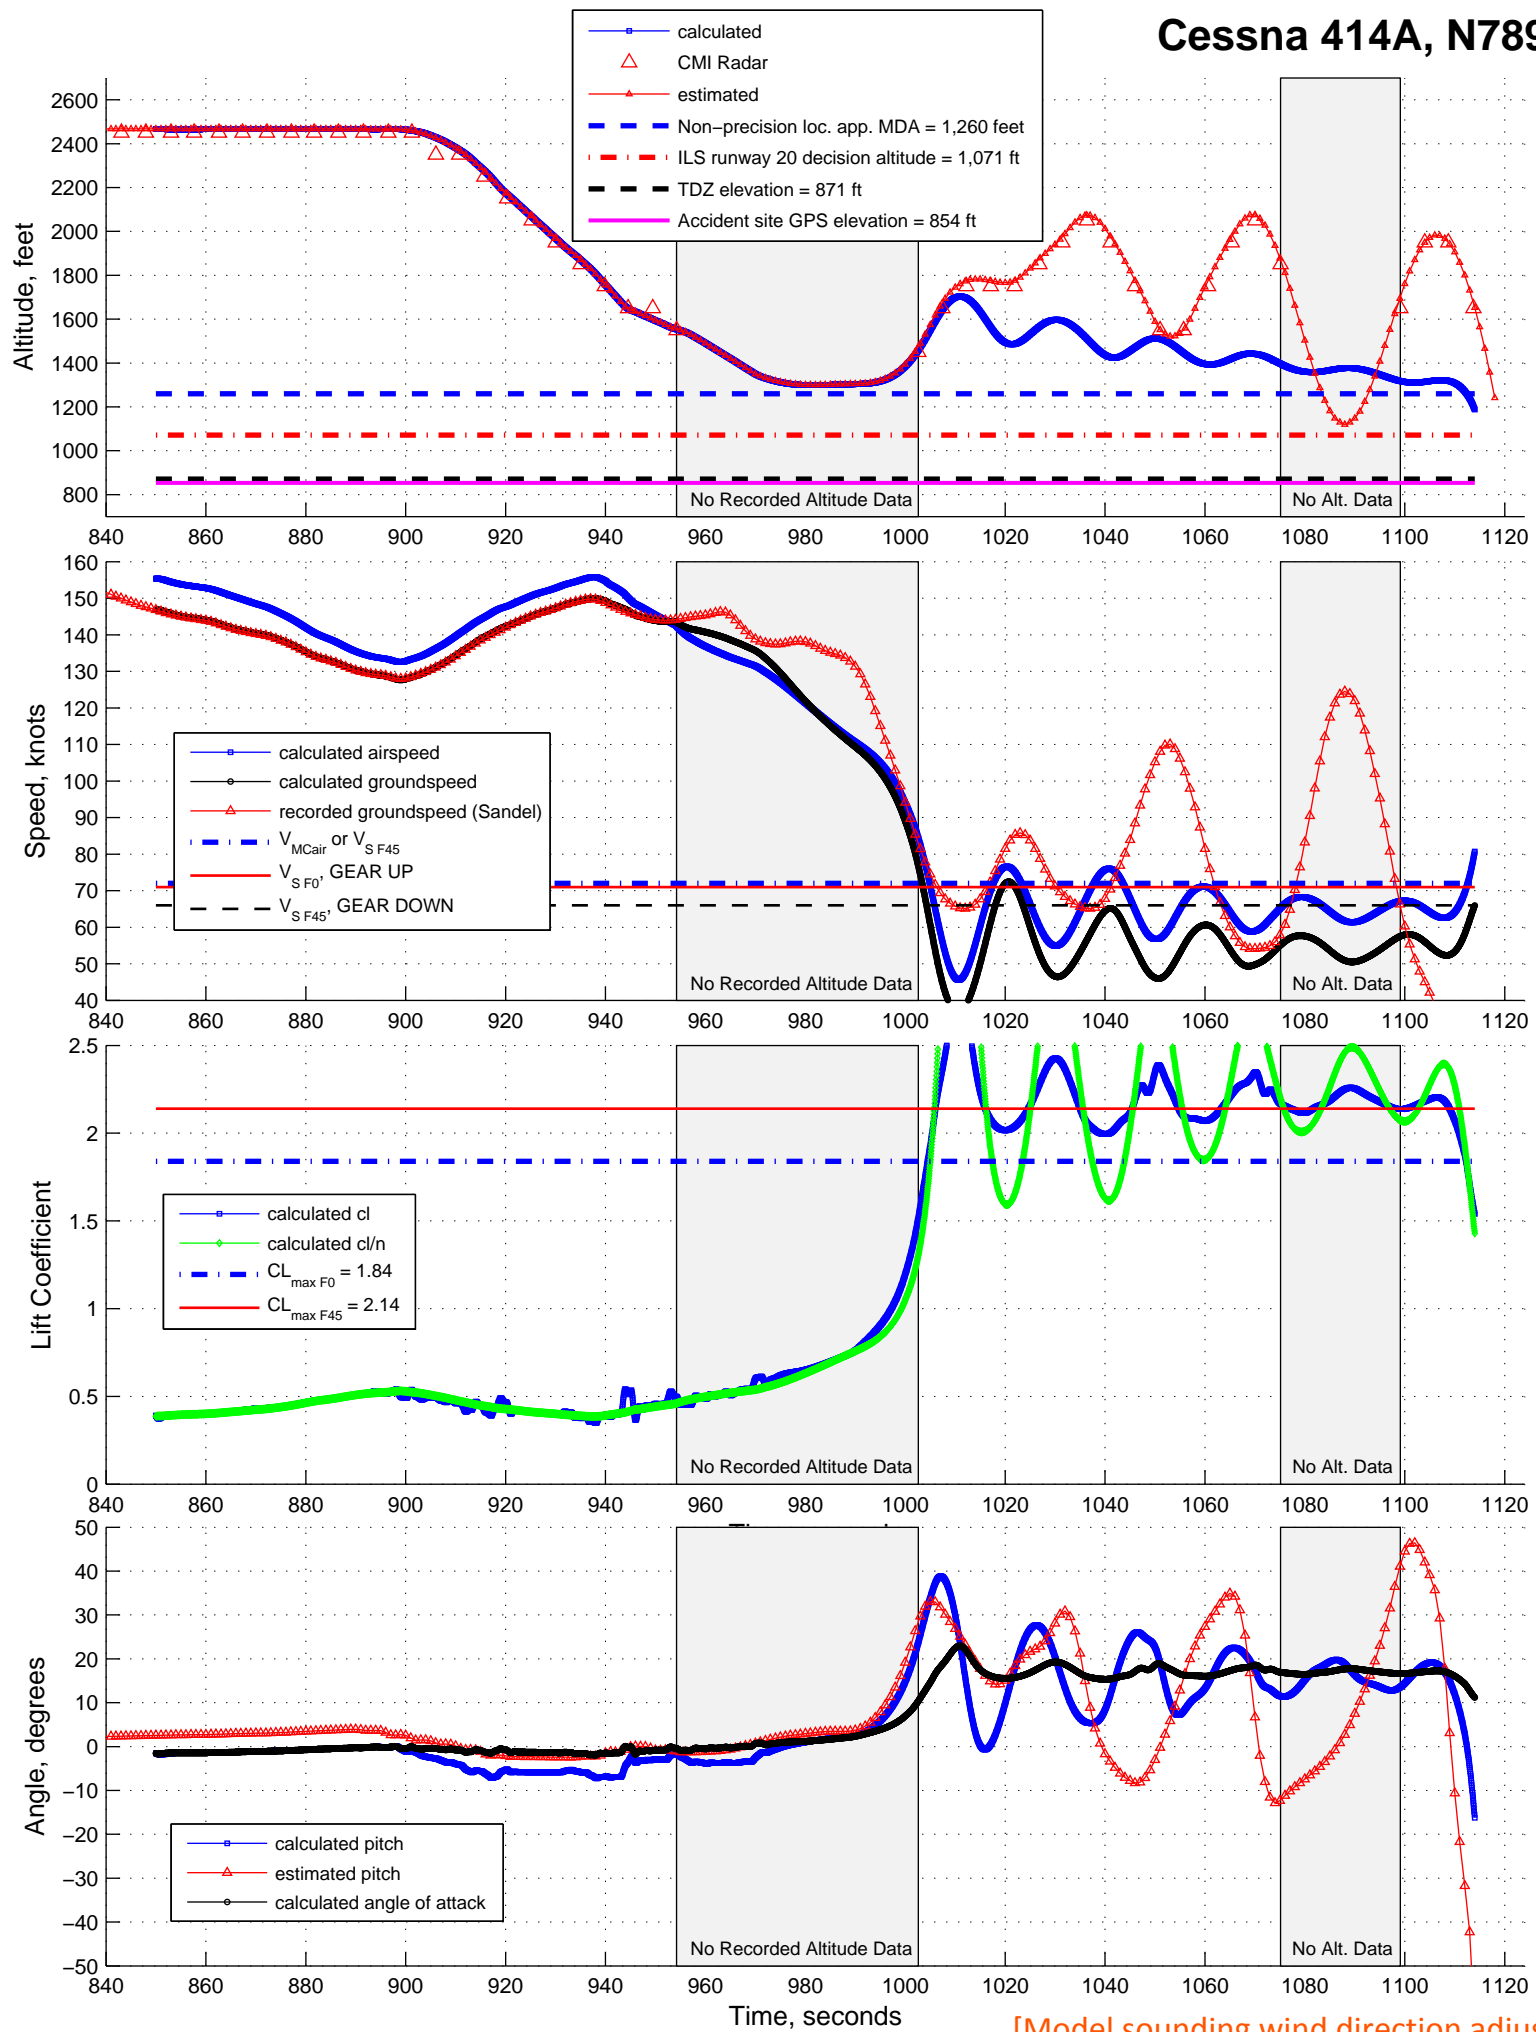 Cessna 414A, N789
calculated
CMI Radar
estimated
Non−precision loc. app. MDA = 1,260 feet
ILS runway 20 decision altitude = 1,071 ft
TDZ elevation = 871 ft
Accident site GPS elevation = 854 ft
Altitude, feet
2600
2400
2200
2000
1800
1600
1400
1200
1000
800
No Recorded Altitude Data
No Alt. Data
840 860 880 900 920 940 960 980 1000 1020 1040 1060 1080 1100 1120
Speed, knots
160
150
140
130
120
110
100
90
80
70
60
50
40
calculated airspeed
calculated groundspeed
recorded groundspeed (Sandel)
VMCair or VS F45
VS F0, GEAR UP
VS F45, GEAR DOWN
No Recorded Altitude Data
No Alt. Data
840 860 880 900 920 940 960 980 1000 1020 1040 1060 1080 1100 1120
Lift Coefficient
2.5
2
1.5
1
0.5
0
calculated cl
calculated cl/n
CLmax F0 = 1.84
CLmax F45 = 2.14
No Recorded Altitude Data
No Alt. Data
840 860 880 900 920 940 960 980 1000 1020 1040 1060 1080 1100 1120
Angle, degrees
50
40
30
20
10
0
−10
−20
−30
−40
−50
calculated pitch
estimated pitch
calculated angle of attack
No Recorded Altitude Data
No Alt. Data
840 860 880 900 920 940 960 980 1000 1020 1040 1060 1080 1100 1120
Time, seconds
[Model sounding wind direction adjus